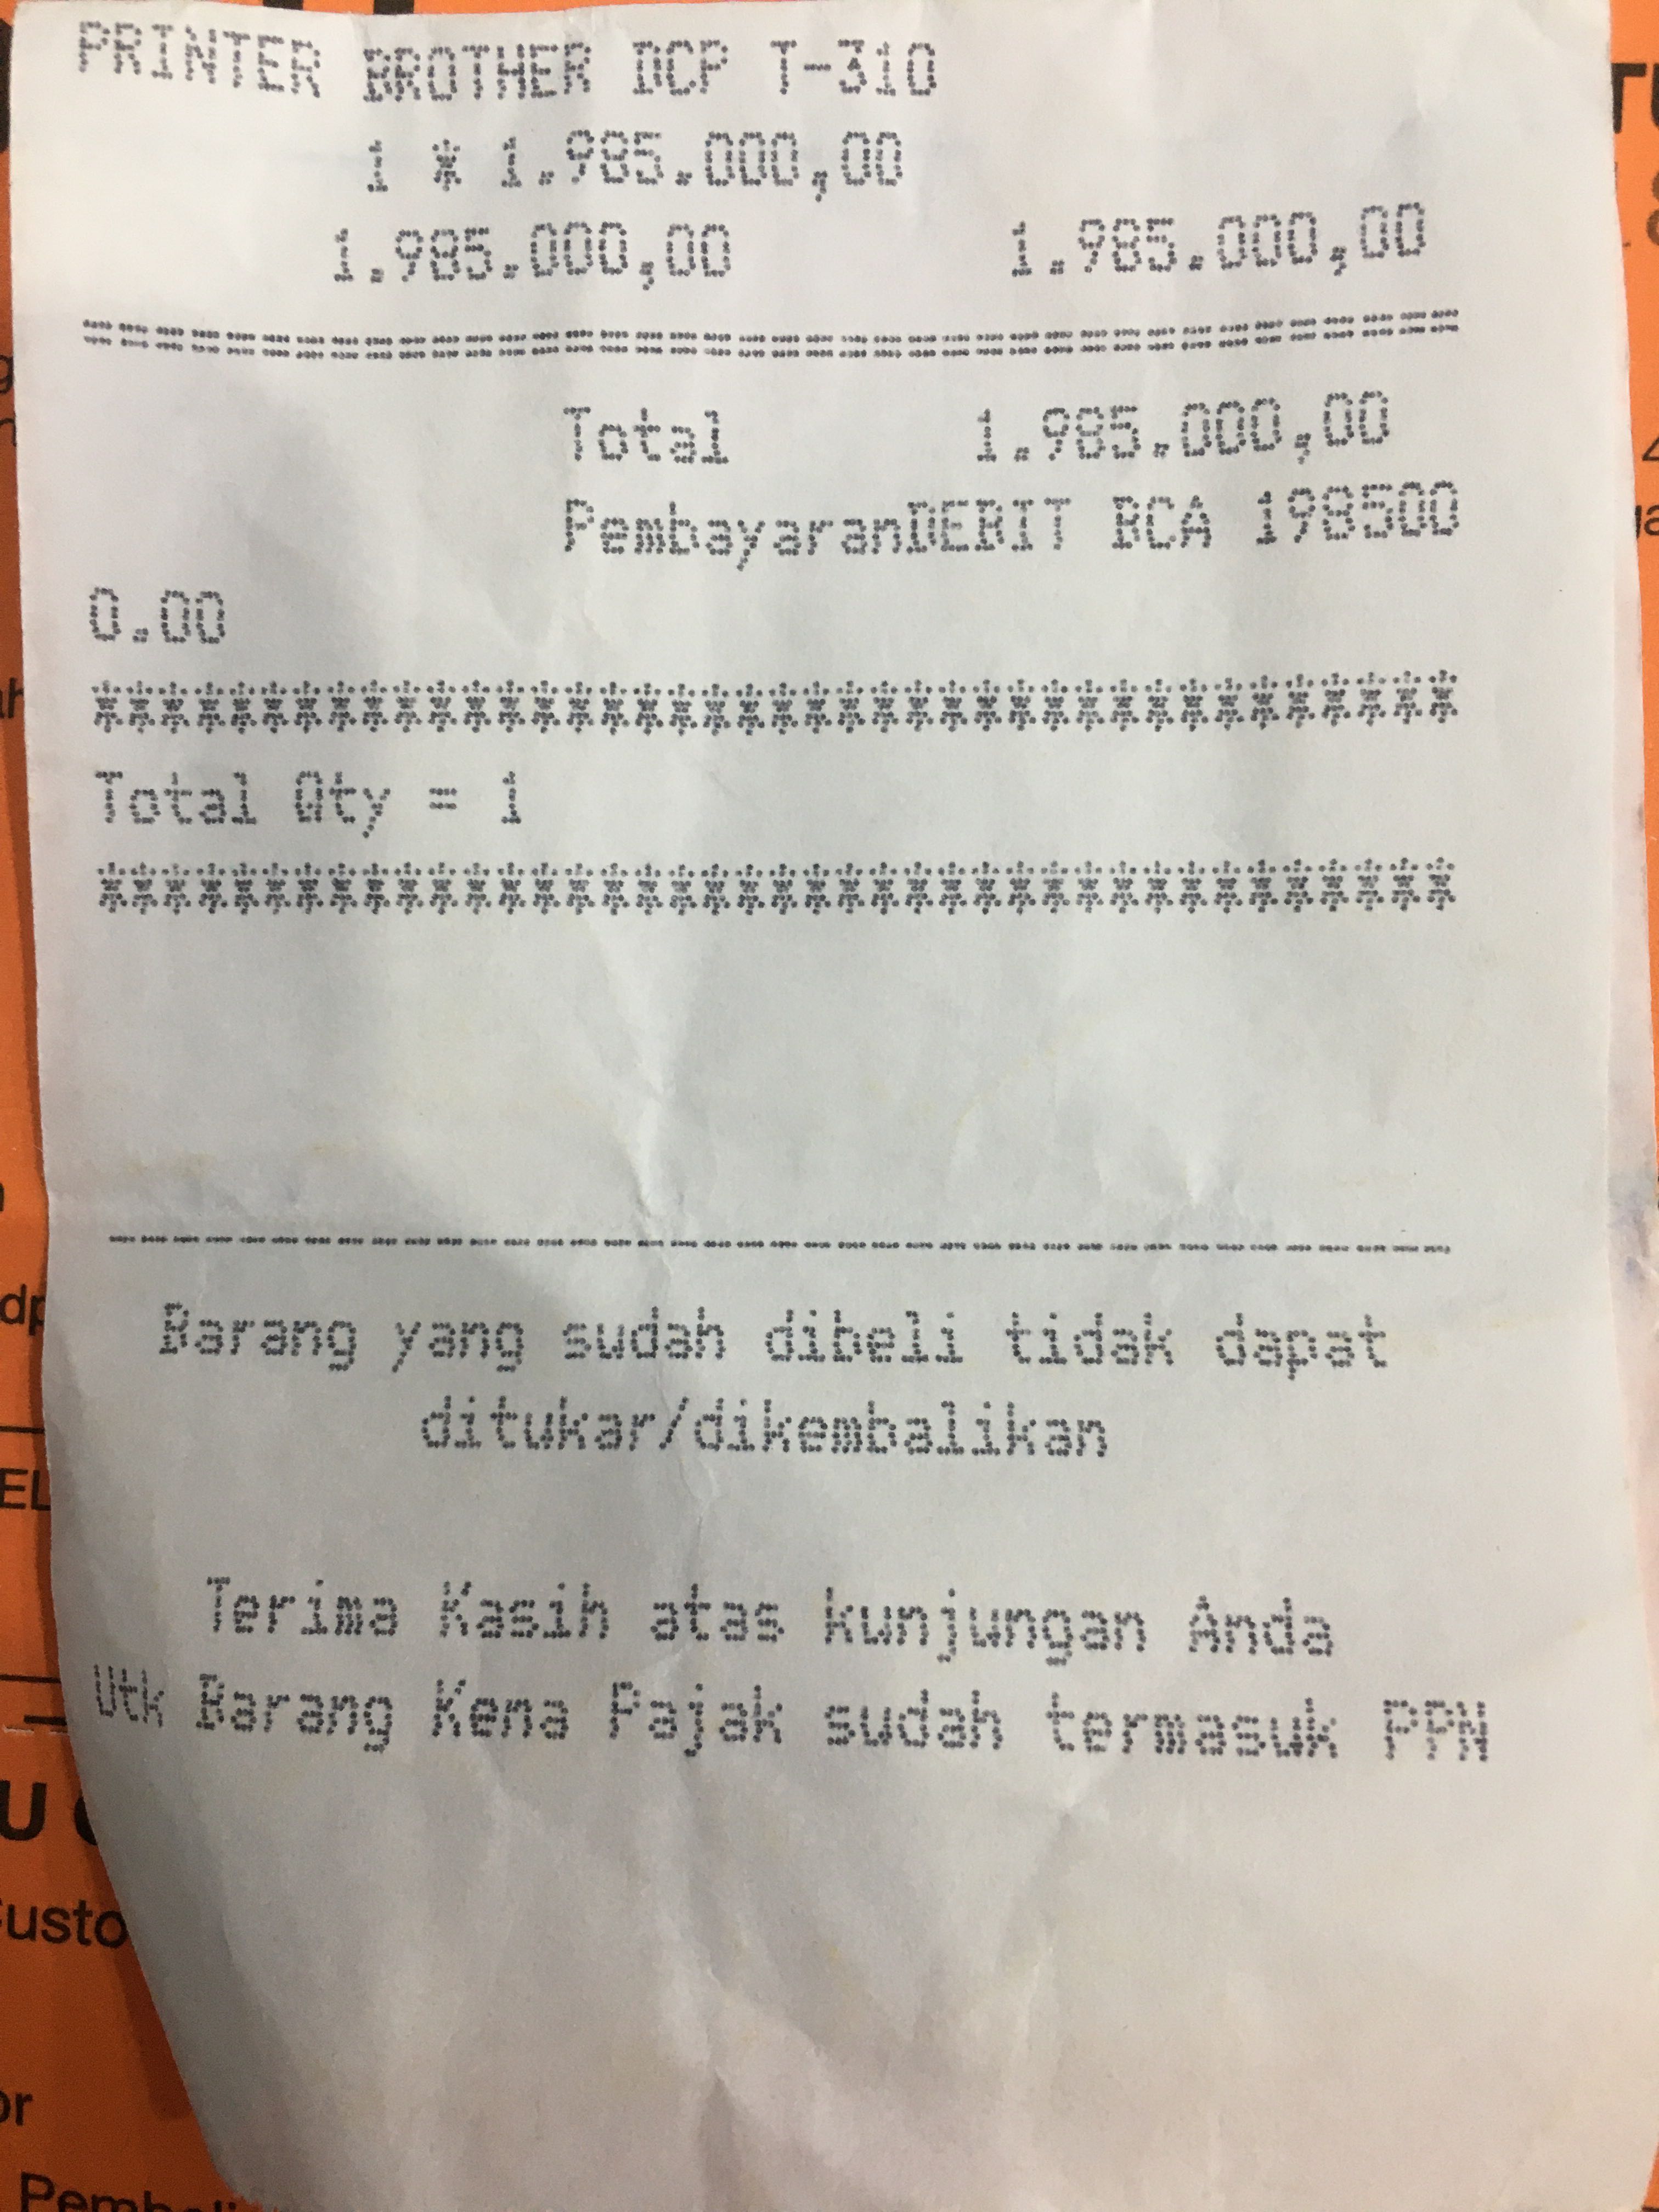 PRINTER BROTHER DCP T-310
1 * 1.985.000,00
1.985.000,00 1.985.000,00
========================================
Total 1.985.000,00
PembayaranDEBIT BCA 198500
0.00
****************************************
Total Qty = 1
****************************************
----------------------------------------
Barang yang sudah dibeli tidak dapat
ditukar/dikembalikan
Terima Kasih atas kunjungan Anda
Utk Barang Kena Pajak sudah termasuk PPN